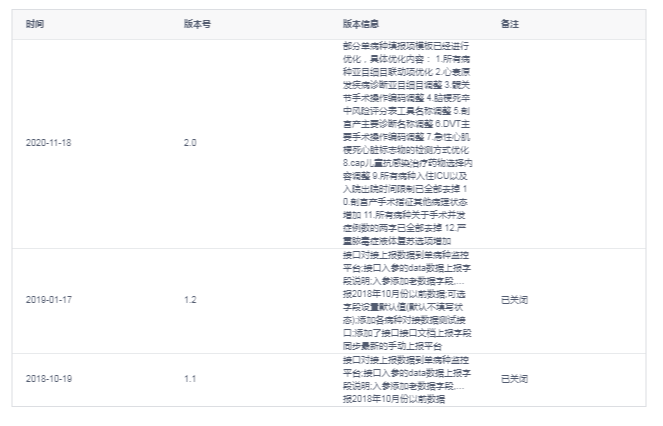 时间 版本号 版本信息 备注
部分单病种填报项模板已经进行
优化，具体优化内容： 1.所有病
种亚目细目联动项优化 2.心衰原
发疾病诊断亚目细目调整 3.髋关
节手术操作编码调整 4.脑梗死卒
中风险评分表工具名称调整 5.剖
宫产主要诊断名称调整 6.DVT主
要手术操作编码调整 7.急性心肌
梗死心脏标志物的检测方式优化
8.cap儿童抗感染治疗药物选择内
容调整 9.所有病种入住ICU以及
入院出院时间限制已全部去掉 1
0.剖宫产手术指征其他病理状态
增加 11.所有病种关于手术并发
症例数的两字已全部去掉 12.严
重脓毒症液体复苏选项增加
2020-11-18 2.0
接口对接上报数据到单病种监控
平台;接口入参的data数据上报字
段说明;入参添加老数据字段,...
报2018年10月份以前数据;可选
字段设置默认值(默认不填写状
态);添加各病种对接数据测试接
口;添加了接口接口文档上报字段
同步最新的手动上报平台
2019-01-17 1.2 已关闭
接口对接上报数据到单病种监控
平台;接口入参的data数据上报字
段说明;入参添加老数据字段,...
报2018年10月份以前数据
2018-10-19 1.1 已关闭